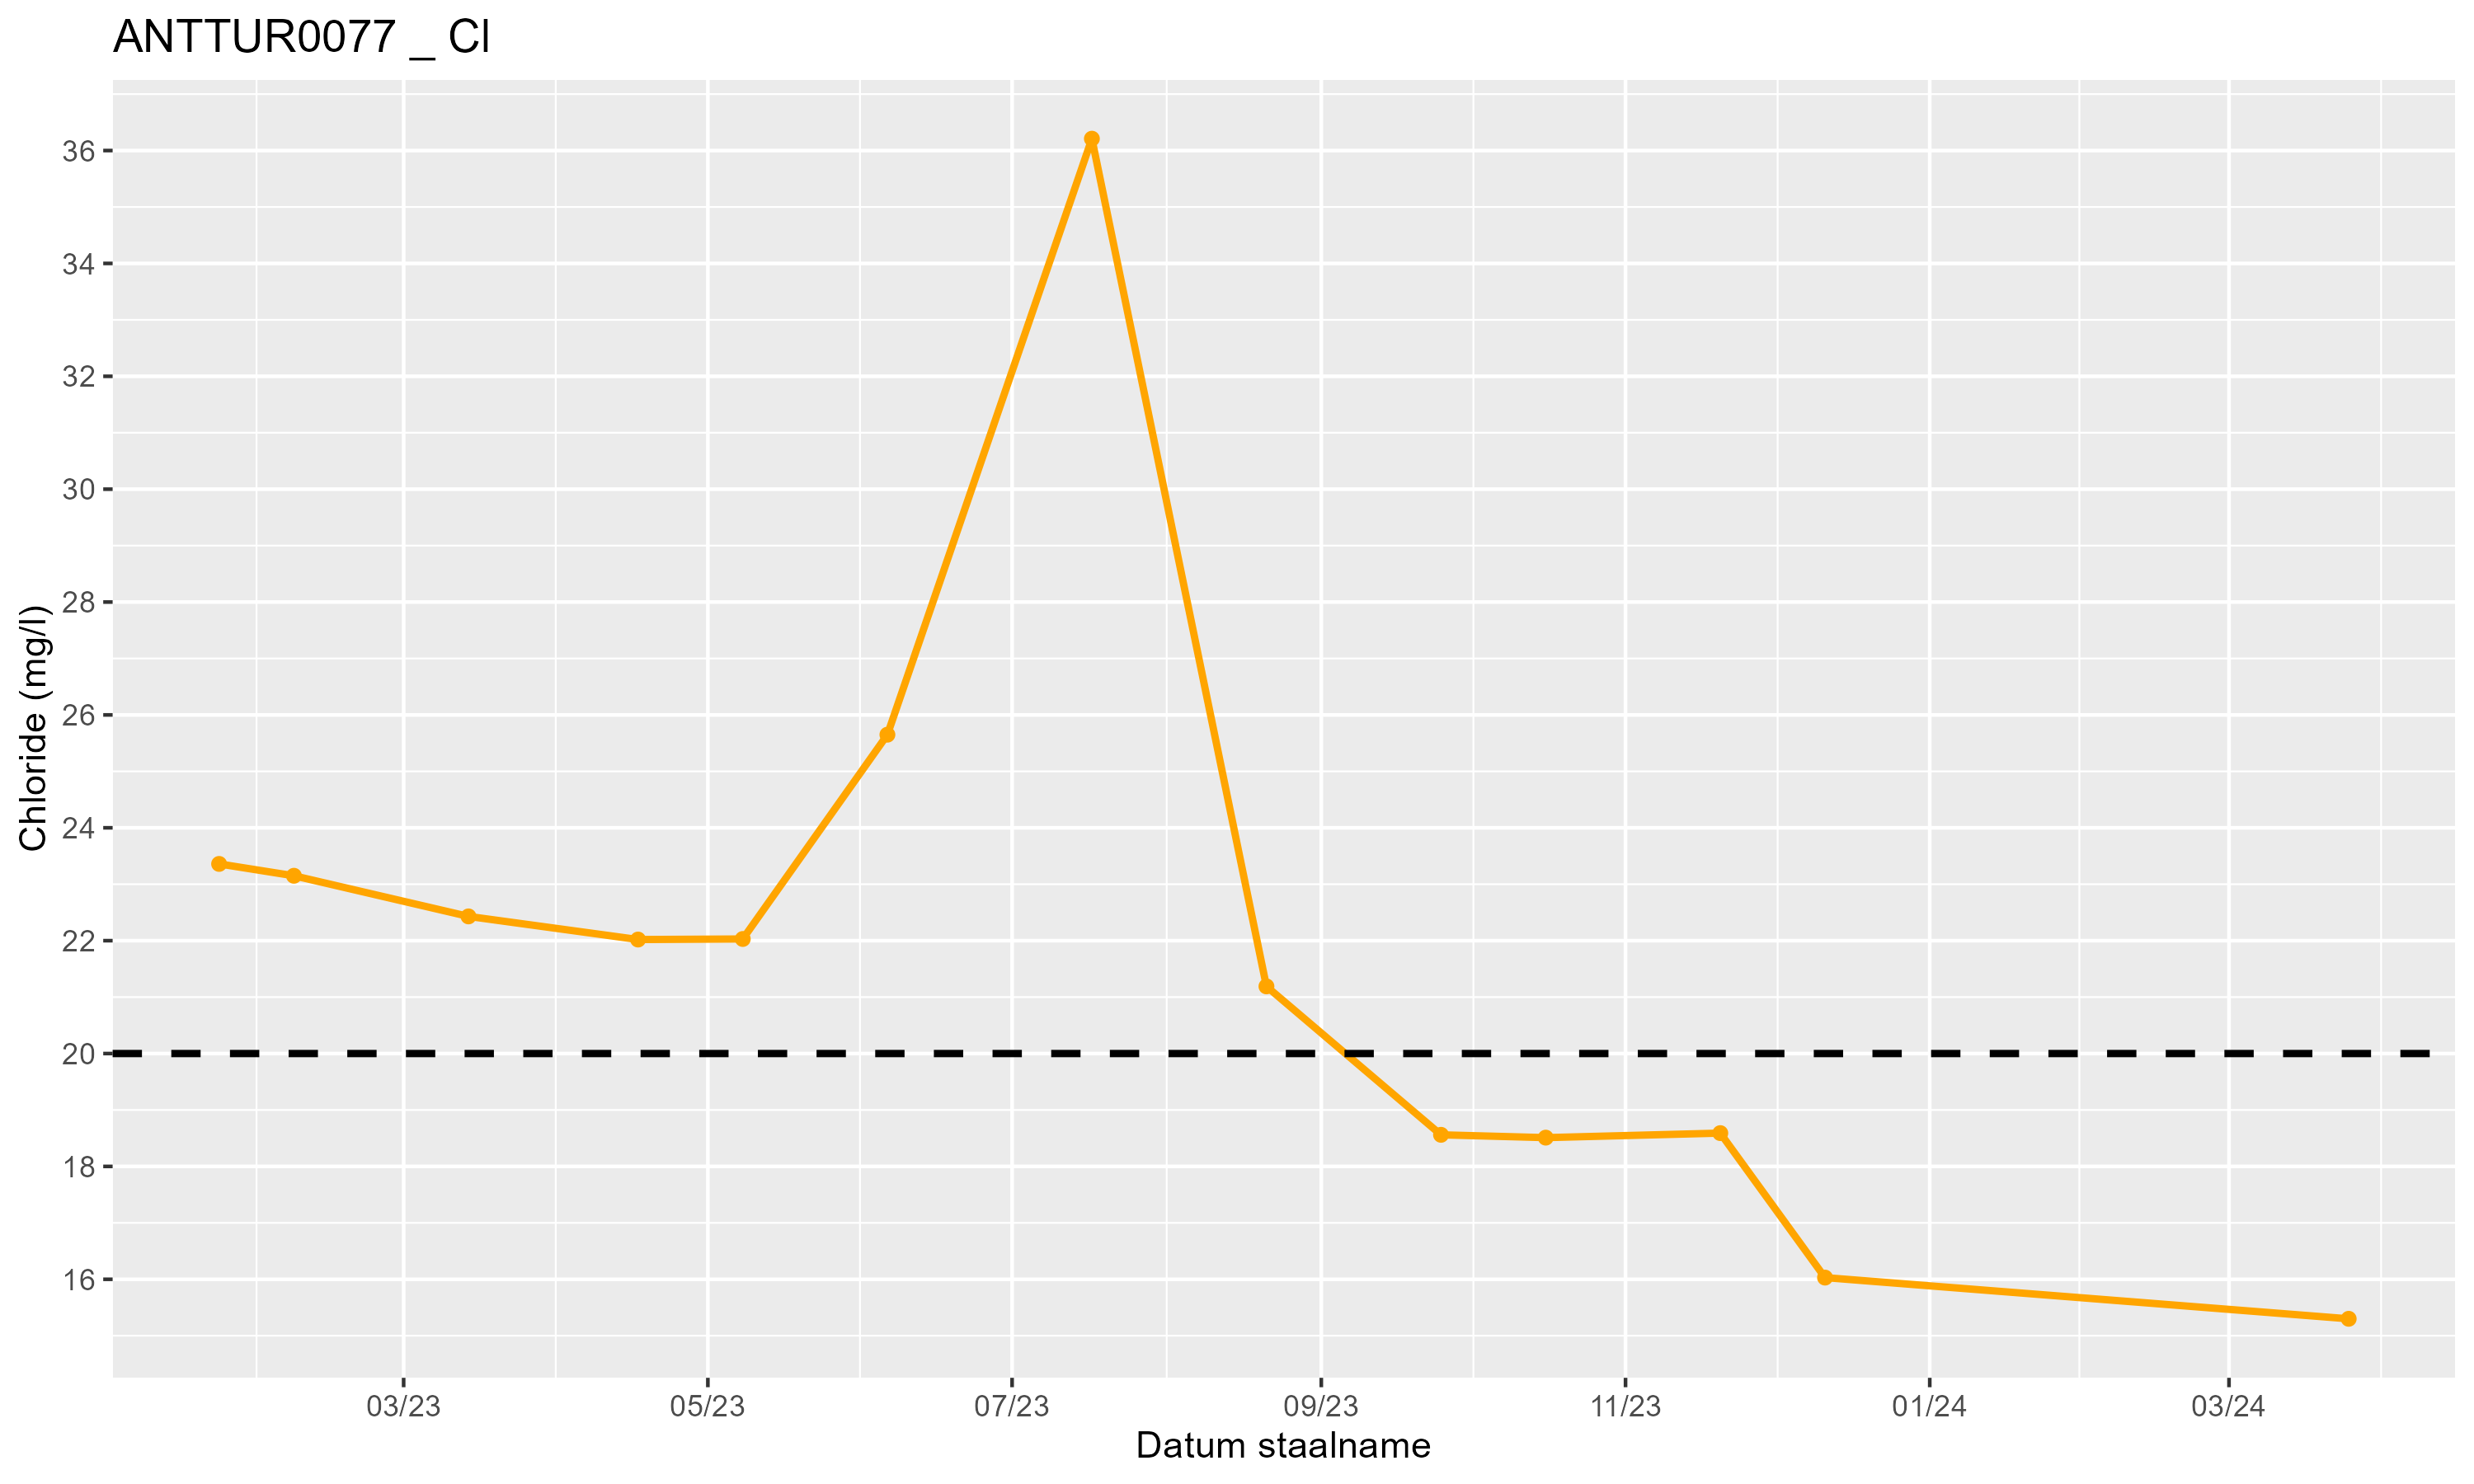 ANTTUR0077 _ Cl
Chloride (mg/l)
36
34
32
30
28
26
24
22
20
18
16
03/23 05/23 07/23 09/23 11/23 01/24 03/24
Datum staalname